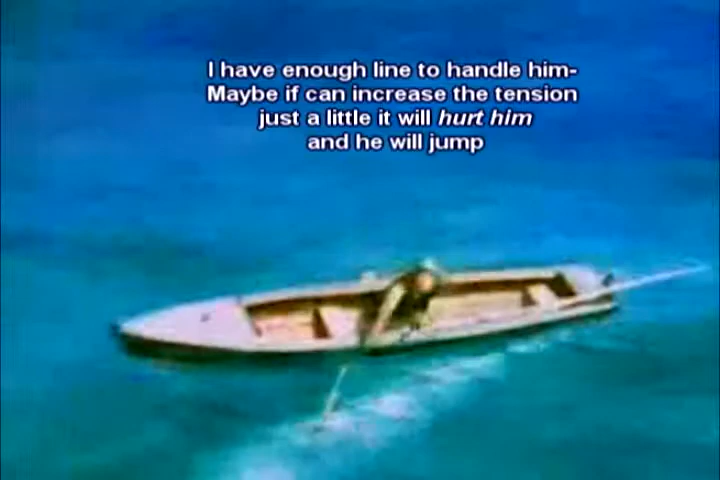 I have enough line to handle him-
Maybe if can increase the tension
just a little it will hurt him
and he will jump